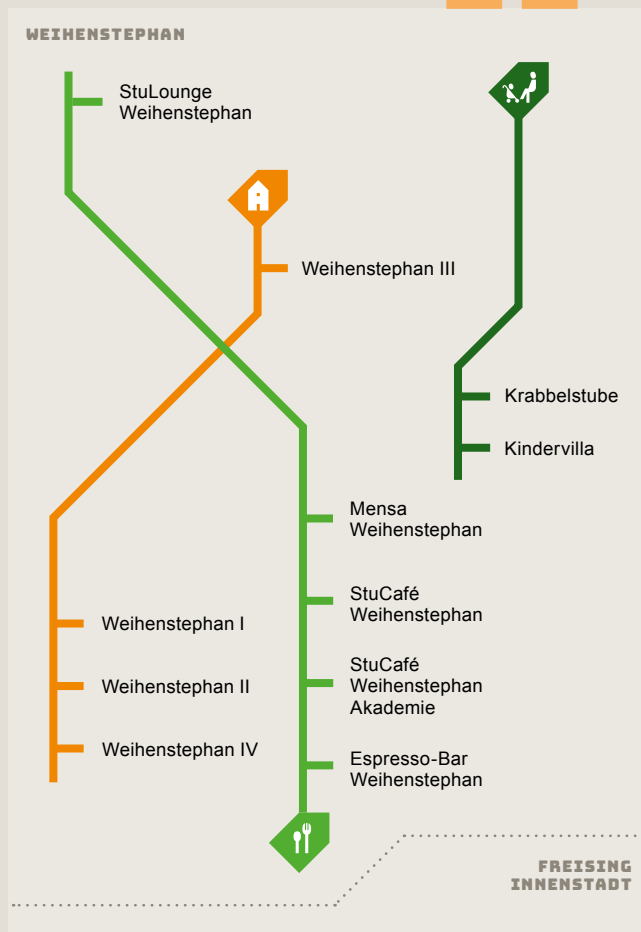 WEIHENSTEPHAN
StuLounge
Weihenstephan
Weihenstephan III
Krabbelstube
Kindervilla
Mensa
Weihenstephan
StuCafé
Weihenstephan
Weihenstephan I
StuCafé
Weihenstephan
Akademie
Weihenstephan II
Weihenstephan IV
Espresso-Bar
Weihenstephan
FREISING
INNENSTADT